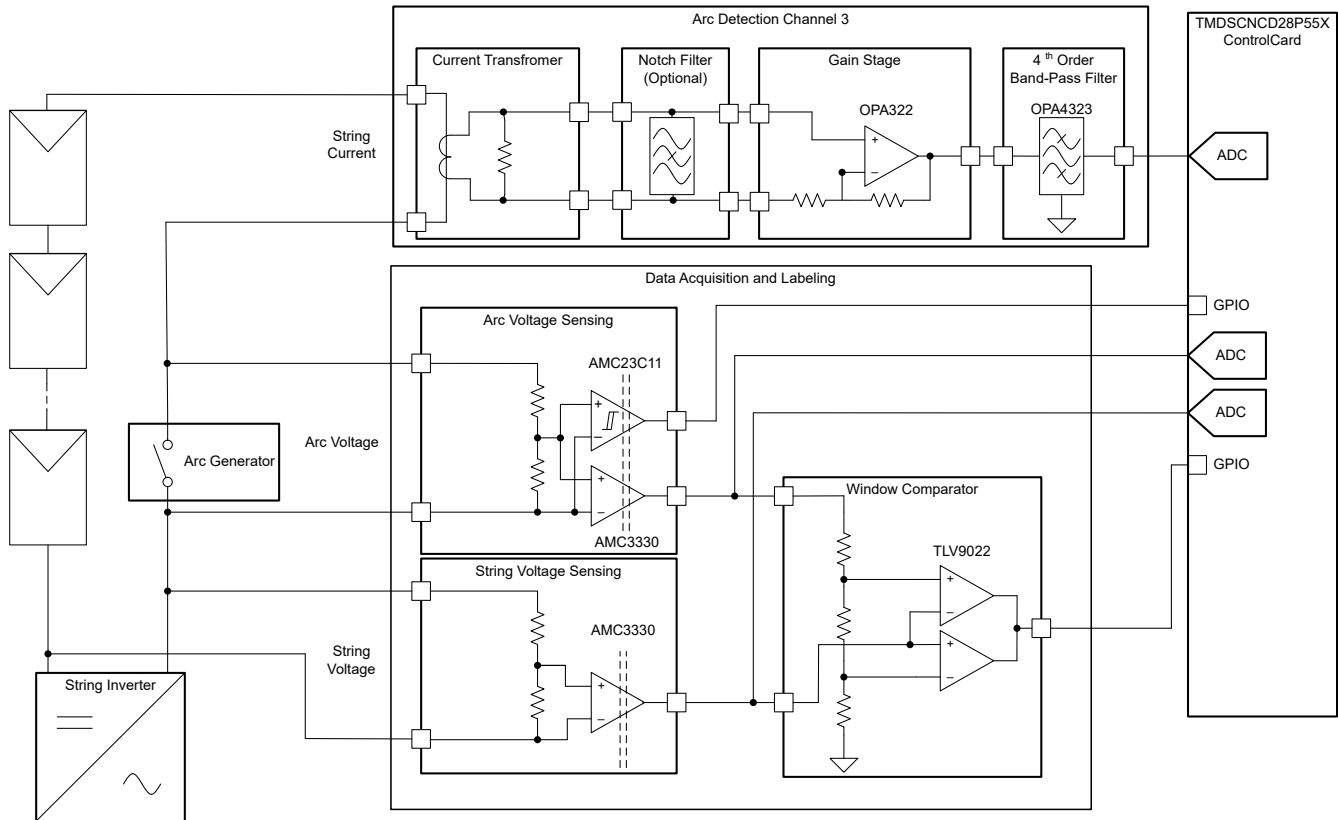 Arc Detection Channel 3
TMDSCNCD28P55X
ControlCard
Current Transfromer
Notch Filter
(Optional)
Gain Stage
4 th Order
Band-Pass Filter
OPA322
OPA4323
String
Current
+
−
ADC
Data Acquisition and Labeling
GPIO
Arc Voltage Sensing
ADC
AMC23C11
+
−
ADC
Arc Voltage
Arc Generator
GPIO
+
−
Window Comparator
AMC3330
TLV9022
String Voltage Sensing
+
−
AMC3330
+
−
String
Voltage
String Inverter
+
−